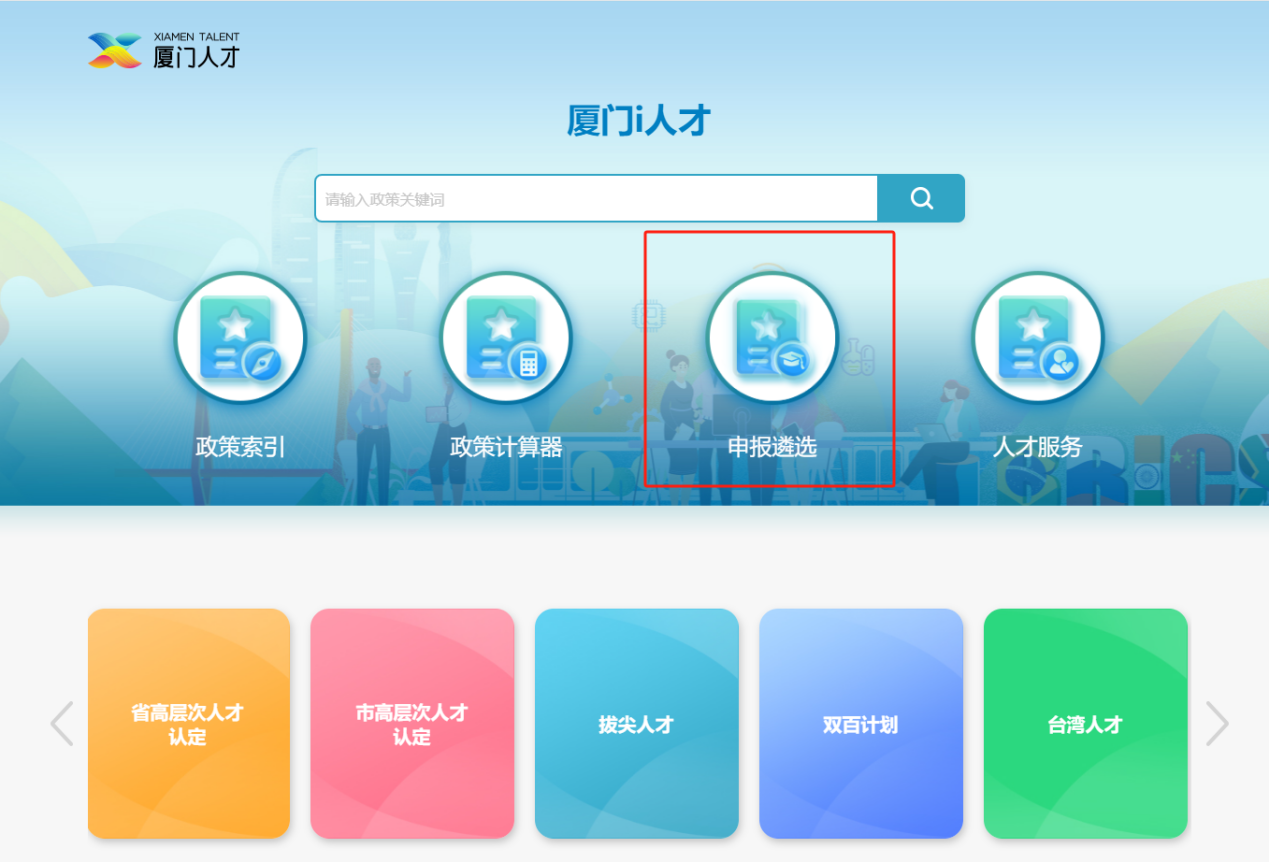 XIAMEN TALENT
厦门人才
厦门i人才
请输入政策关键词
政策索引
政策计算器
申报遴选
人才服务
BRICS
省高层次人才
认定
市高层次人才
认定
拔尖人才
双百计划
台湾人才